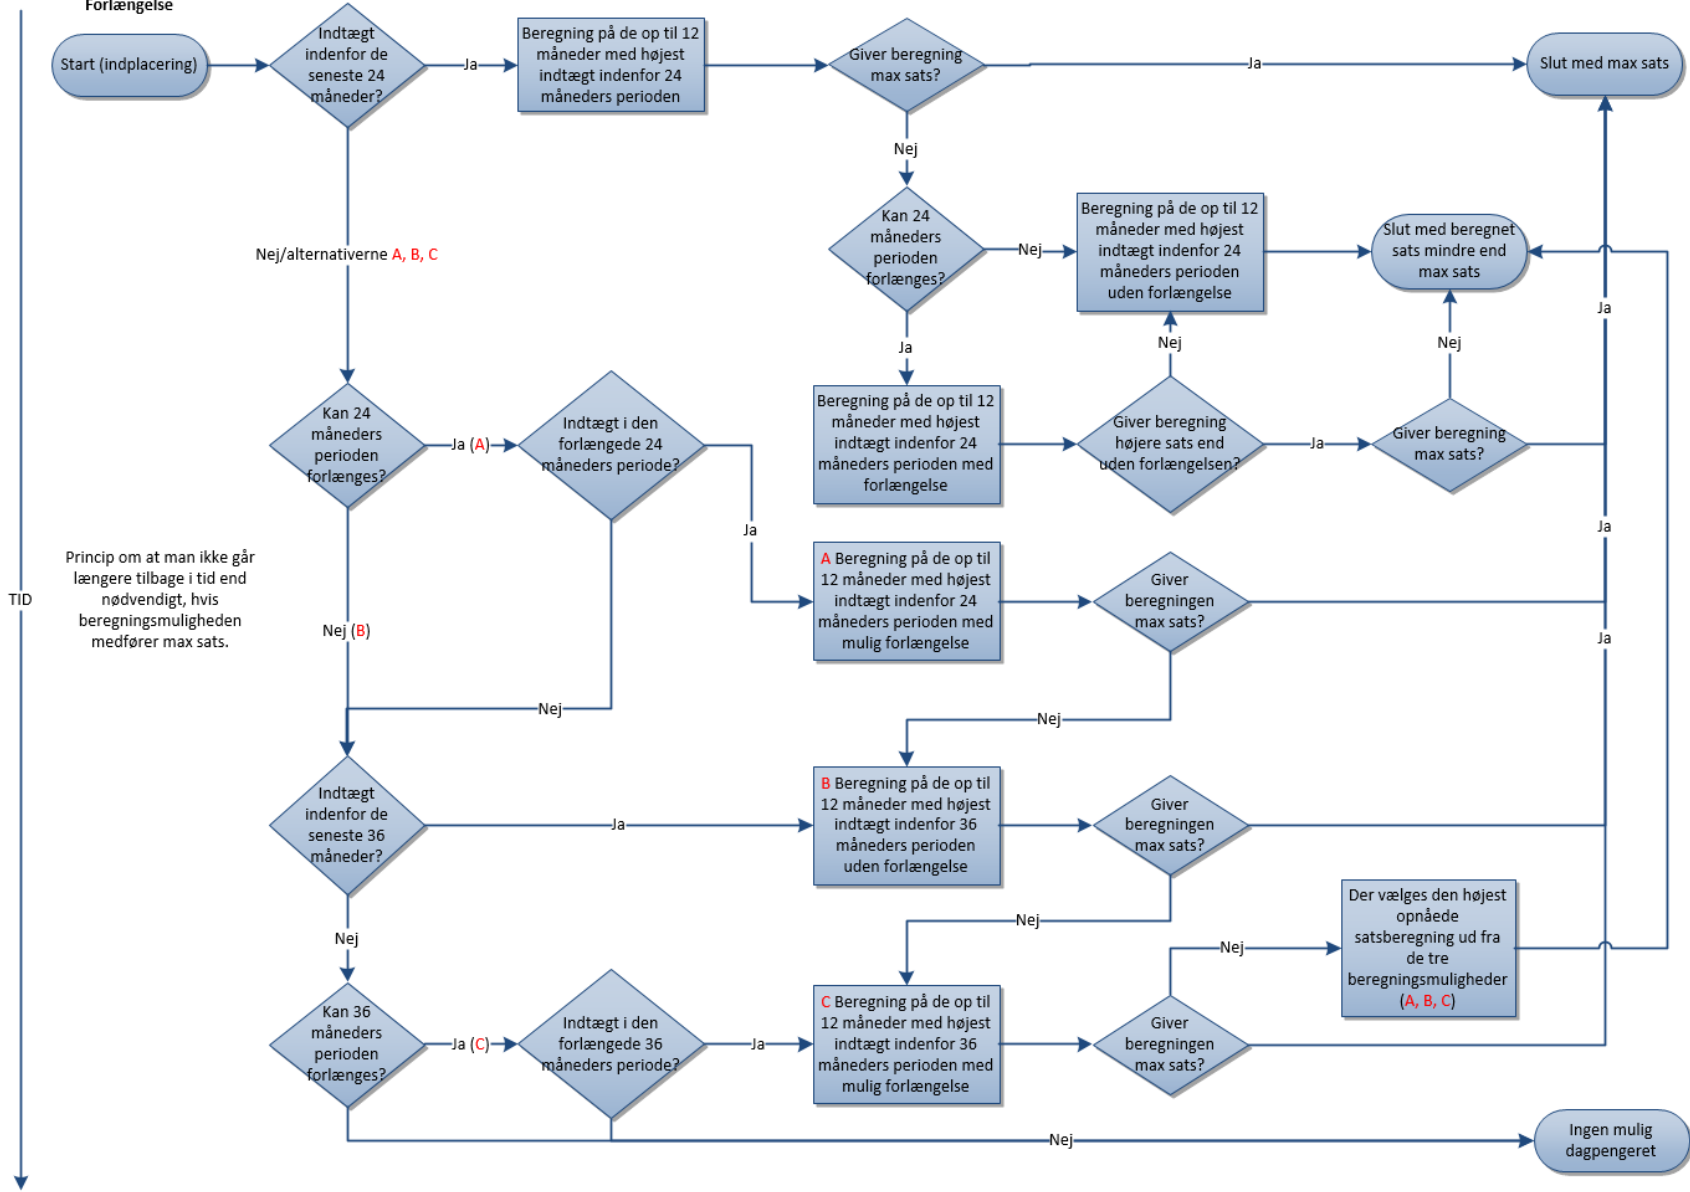 Forlængelse
Start (indplacering)
Indtægt
indenfor de
seneste 24
måneder?
Ja
Beregning på de op til 12
måneder med højest
indtægt indenfor 24
måneders perioden
Giver beregning
max sats?
Ja
Slut med max sats
Nej
Nej/alternativerne A, B, C
Kan 24
måneders
perioden
forlænges?
Nej
Beregning på de op til 12
måneder med højest
indtægt indenfor 24
måneders perioden
uden forlængelse
Slut med beregnet
sats mindre end
max sats
Ja
Ja
Nej
Nej
Kan 24
måneders
perioden
forlænges?
Ja (A)
Indtægt i den
forlængede 24
måneders periode?
Beregning på de op til 12
måneder med højest
indtægt indenfor 24
måneders perioden med
forlængelse
Giver beregning
højere sats end
uden forlængelsen?
Ja
Giver beregning
max sats?
Ja
Ja
TID
Princip om at man ikke går
længere tilbage i tid end
nødvendigt, hvis
beregningsmuligheden
medfører max sats.
Nej (B)
A Beregning på de op til
12 måneder med højest
indtægt indenfor 24
måneders perioden med
mulig forlængelse
Giver
beregningen
max sats?
Ja
Nej
Nej
Indtægt
indenfor de
seneste 36
måneder?
Ja
B Beregning på de op til
12 måneder med højest
indtægt indenfor 36
måneders perioden
uden forlængelse
Giver
beregningen
max sats?
Nej
Nej
Nej
Der vælges den højest
opnåede
satsberegning ud fra
de tre
beregningsmuligheder
(A, B, C)
Kan 36
måneders
perioden
forlænges?
Ja (C)
Indtægt i den
forlængede 36
måneders periode?
Ja
C Beregning på de op til
12 måneder med højest
indtægt indenfor 36
måneders perioden med
mulig forlængelse
Giver
beregningen
max sats?
Nej
Ingen mulig
dagpengeret